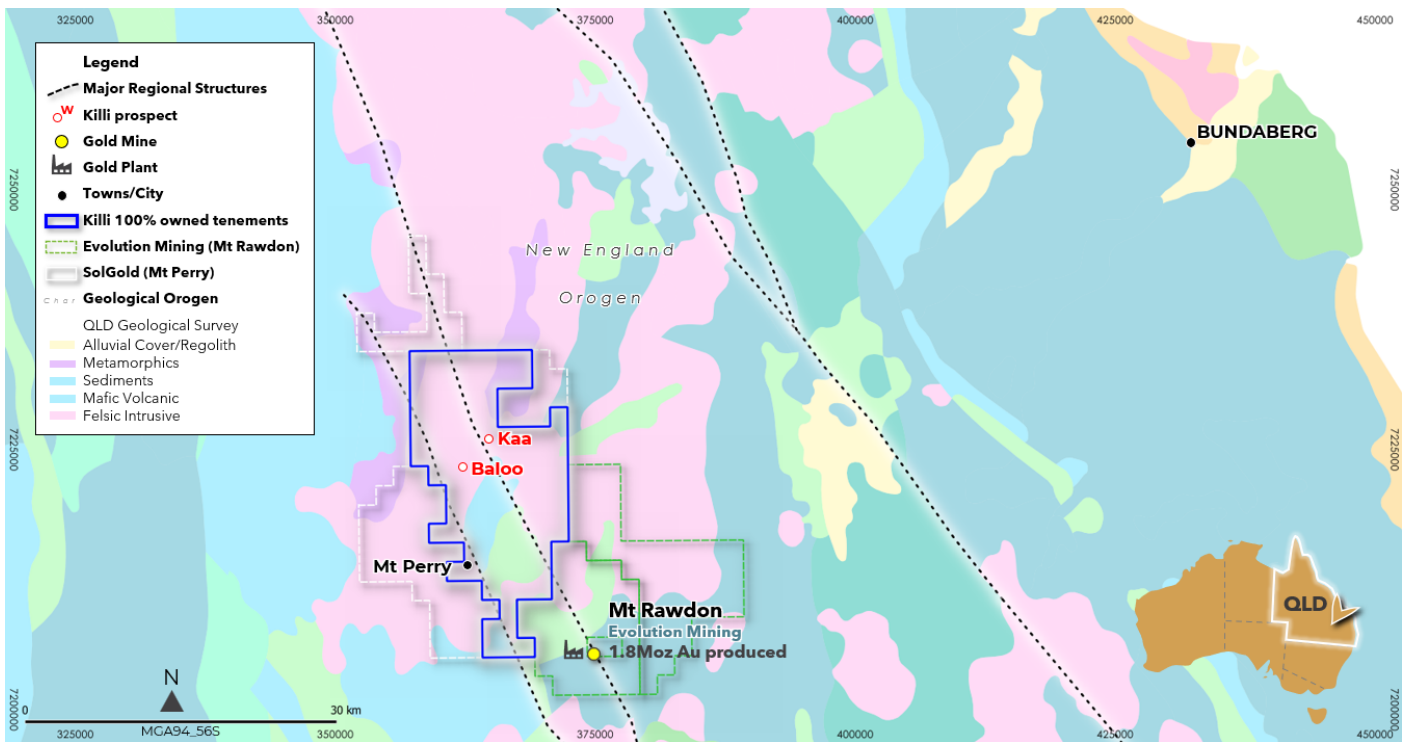 325000
350000
375000
400000
425000
450000
Legend
Major Regional Structures
W
Killi prospect
Gold Mine
Gold Plant
Towns/City
Killi 100% owned tenements
Evolution Mining (Mt Rawdon)
SolGold (Mt Perry)
Char Geological Orogen
QLD Geological Survey
Alluvial Cover/Regolith
Metamorphics
Sediments
Mafic Volcanic
Felsic Intrusive
BUNDABERG
7250000
7250000
New England
Orogen
Kaa
Baloo
7225000
7225000
Mt Perry
Mt Rawdon
Evolution Mining
1.8Moz Au produced
QLD
N
0
30 km
MGA94_56S
7200000
7200000
325000
350000
375000
400000
425000
450000